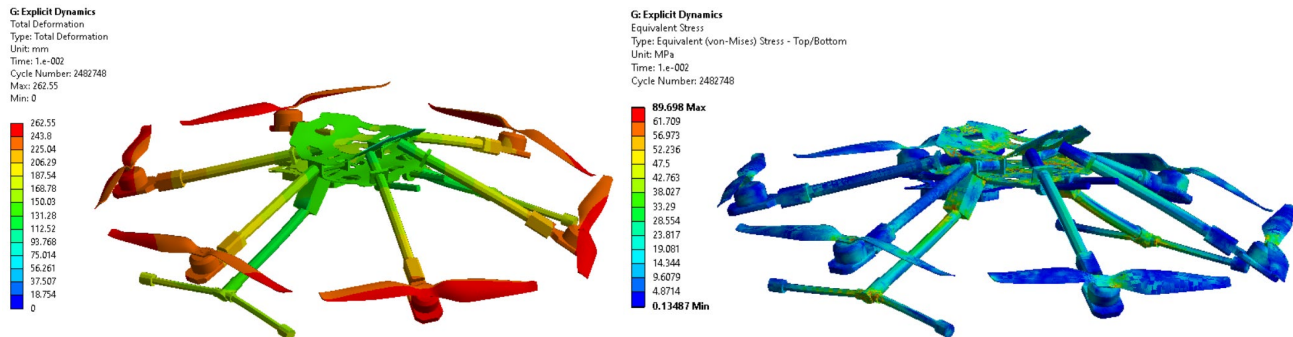 G: Explicit Dynamics
Total Deformation
Type: Total Deformation
Unit: mm
Time: 1.e-002
Cycle Number: 2482748
Max: 262.55
Min: 0
262.55
243.8
225.04
206.29
187.54
168.78
150.03
131.28
112.52
93.768
75.014
56.261
37.507
18.754
0
G: Explicit Dynamics
Equivalent Stress
Type: Equivalent (von-Mises) Stress - Top/Bottom
Unit: MPa
Time: 1.e-002
Cycle Number: 2482748
89.698 Max
61.709
56.973
52.236
47.5
42.763
38.027
33.29
28.554
23.817
19.081
14.344
9.6079
4.8714
0.13487 Min